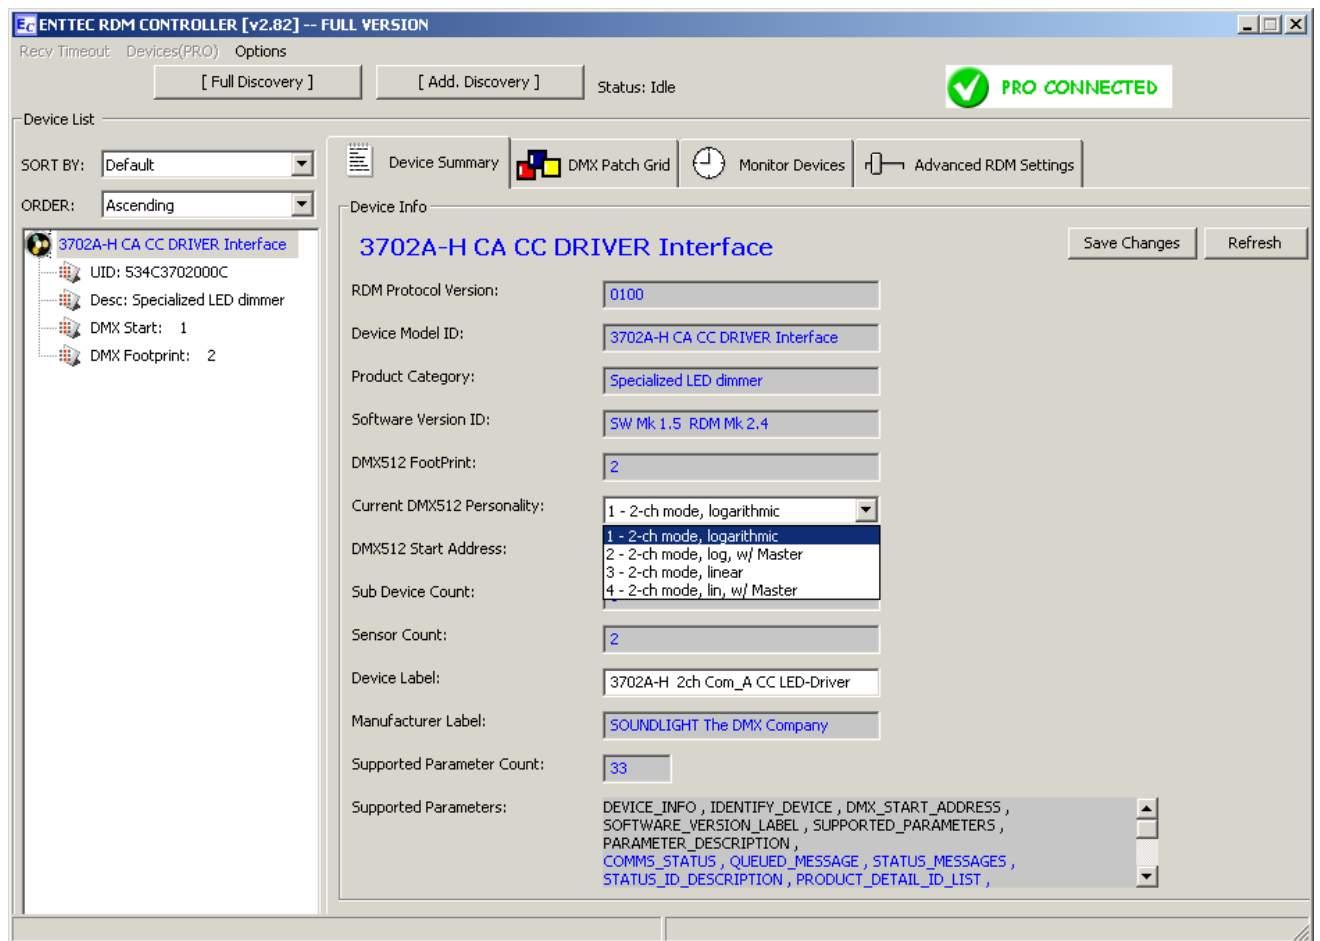 EC ENTTEC RDM CONTROLLER [v2.82] -- FULL VERSION
Recv Timeout Devices(PRO) Options
[ Full Discovery ] [ Add. Discovery ] Status: Idle PRO CONNECTED
Device List
SORT BY: Default
ORDER: Ascending
3702A-H CA CC DRIVER Interface
UID: 534C3702000C
Desc: Specialized LED dimmer
DMX Start: 1
DMX Footprint: 2
Device Summary DMX Patch Grid Monitor Devices Advanced RDM Settings
Device Info
3702A-H CA CC DRIVER Interface Save Changes Refresh
RDM Protocol Version: 0100
Device Model ID: 3702A-H CA CC DRIVER Interface
Product Category: Specialized LED dimmer
Software Version ID: SW Mk 1.5 RDM Mk 2.4
DMX512 FootPrint: 2
Current DMX512 Personality: 1 - 2-ch mode, logarithmic
1 - 2-ch mode, logarithmic
2 - 2-ch mode, log, w/ Master
3 - 2-ch mode, linear
4 - 2-ch mode, lin, w/ Master
DMX512 Start Address:
Sub Device Count:
Sensor Count: 2
Device Label: 3702A-H 2ch Com_A CC LED-Driver
Manufacturer Label: SOUNDLIGHT The DMX Company
Supported Parameter Count: 33
Supported Parameters: DEVICE_INFO , IDENTIFY_DEVICE , DMX_START_ADDRESS ,
SOFTWARE_VERSION_LABEL , SUPPORTED_PARAMETERS ,
PARAMETER_DESCRIPTION ,
COMMS_STATUS , QUEUED_MESSAGE , STATUS_MESSAGES ,
STATUS_ID_DESCRIPTION , PRODUCT_DETAIL_ID_LIST ,